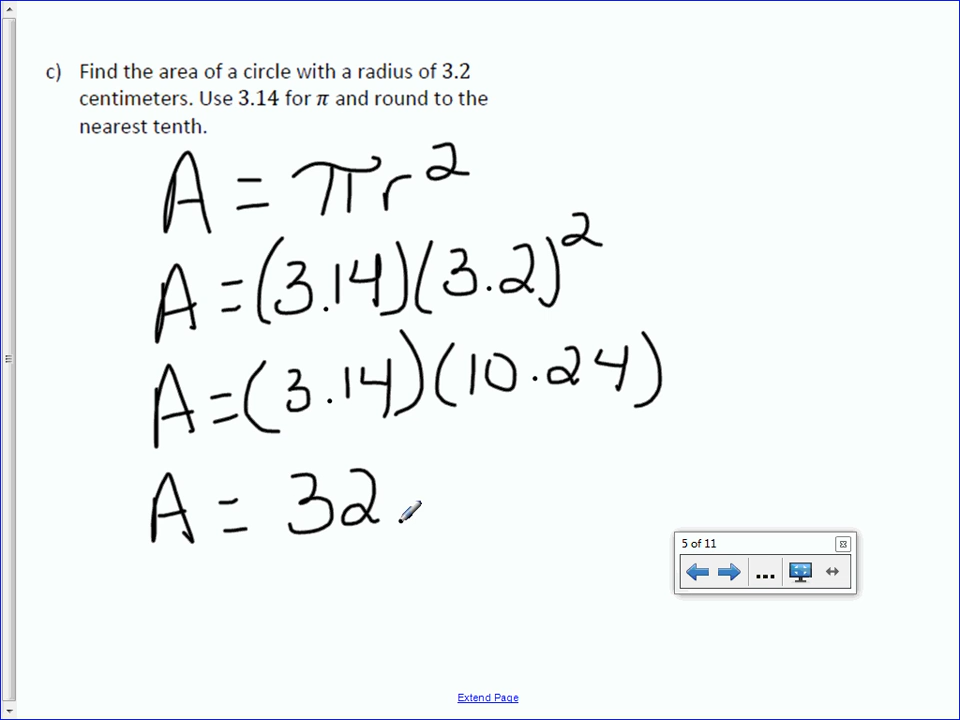 c) Find the area of a circle with a radius of 3.2
centimeters. Use 3.14 for π and round to the
nearest tenth.
A = πr²
A = (3.14)(3.2)²
A = (3.14)(10.24)
A = 32
5 of 11
...
Extend Page